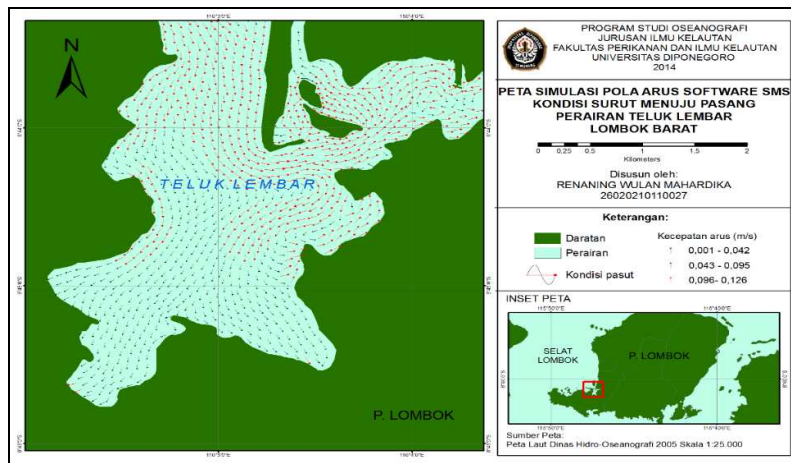 N
TELUK LEMBAR
P. LOMBOK
PROGRAM STUDI OSEANOGRAFI
JURUSAN ILMU KELAUTAN
FAKULTAS PERIKANAN DAN ILMU KELAUTAN
UNIVERSITAS DIPONEGORO
2014
PETA SIMULASI POLA ARUS SOFTWARE SMS
KONDISI SURUT MENUJU PASANG
PERAIRAN TELUK LEMBAR
LOMBOK BARAT
0 0.25 0.5 1 1.5 2
Kilometers
Disusun oleh:
RENANING WULAN MAHARDIKA
26020210110027
Keterangan:
Daratan
Perairan
Kondisi pasut
Kecepatan arus (m/s)
0,001 - 0,042
0,043 - 0,095
0,096- 0,126
INSET PETA
SELAT
LOMBOK
P. LOMBOK
Sumber Peta:
Peta Laut Dinas Hidro-Oseanografi 2005 Skala 1:25.000